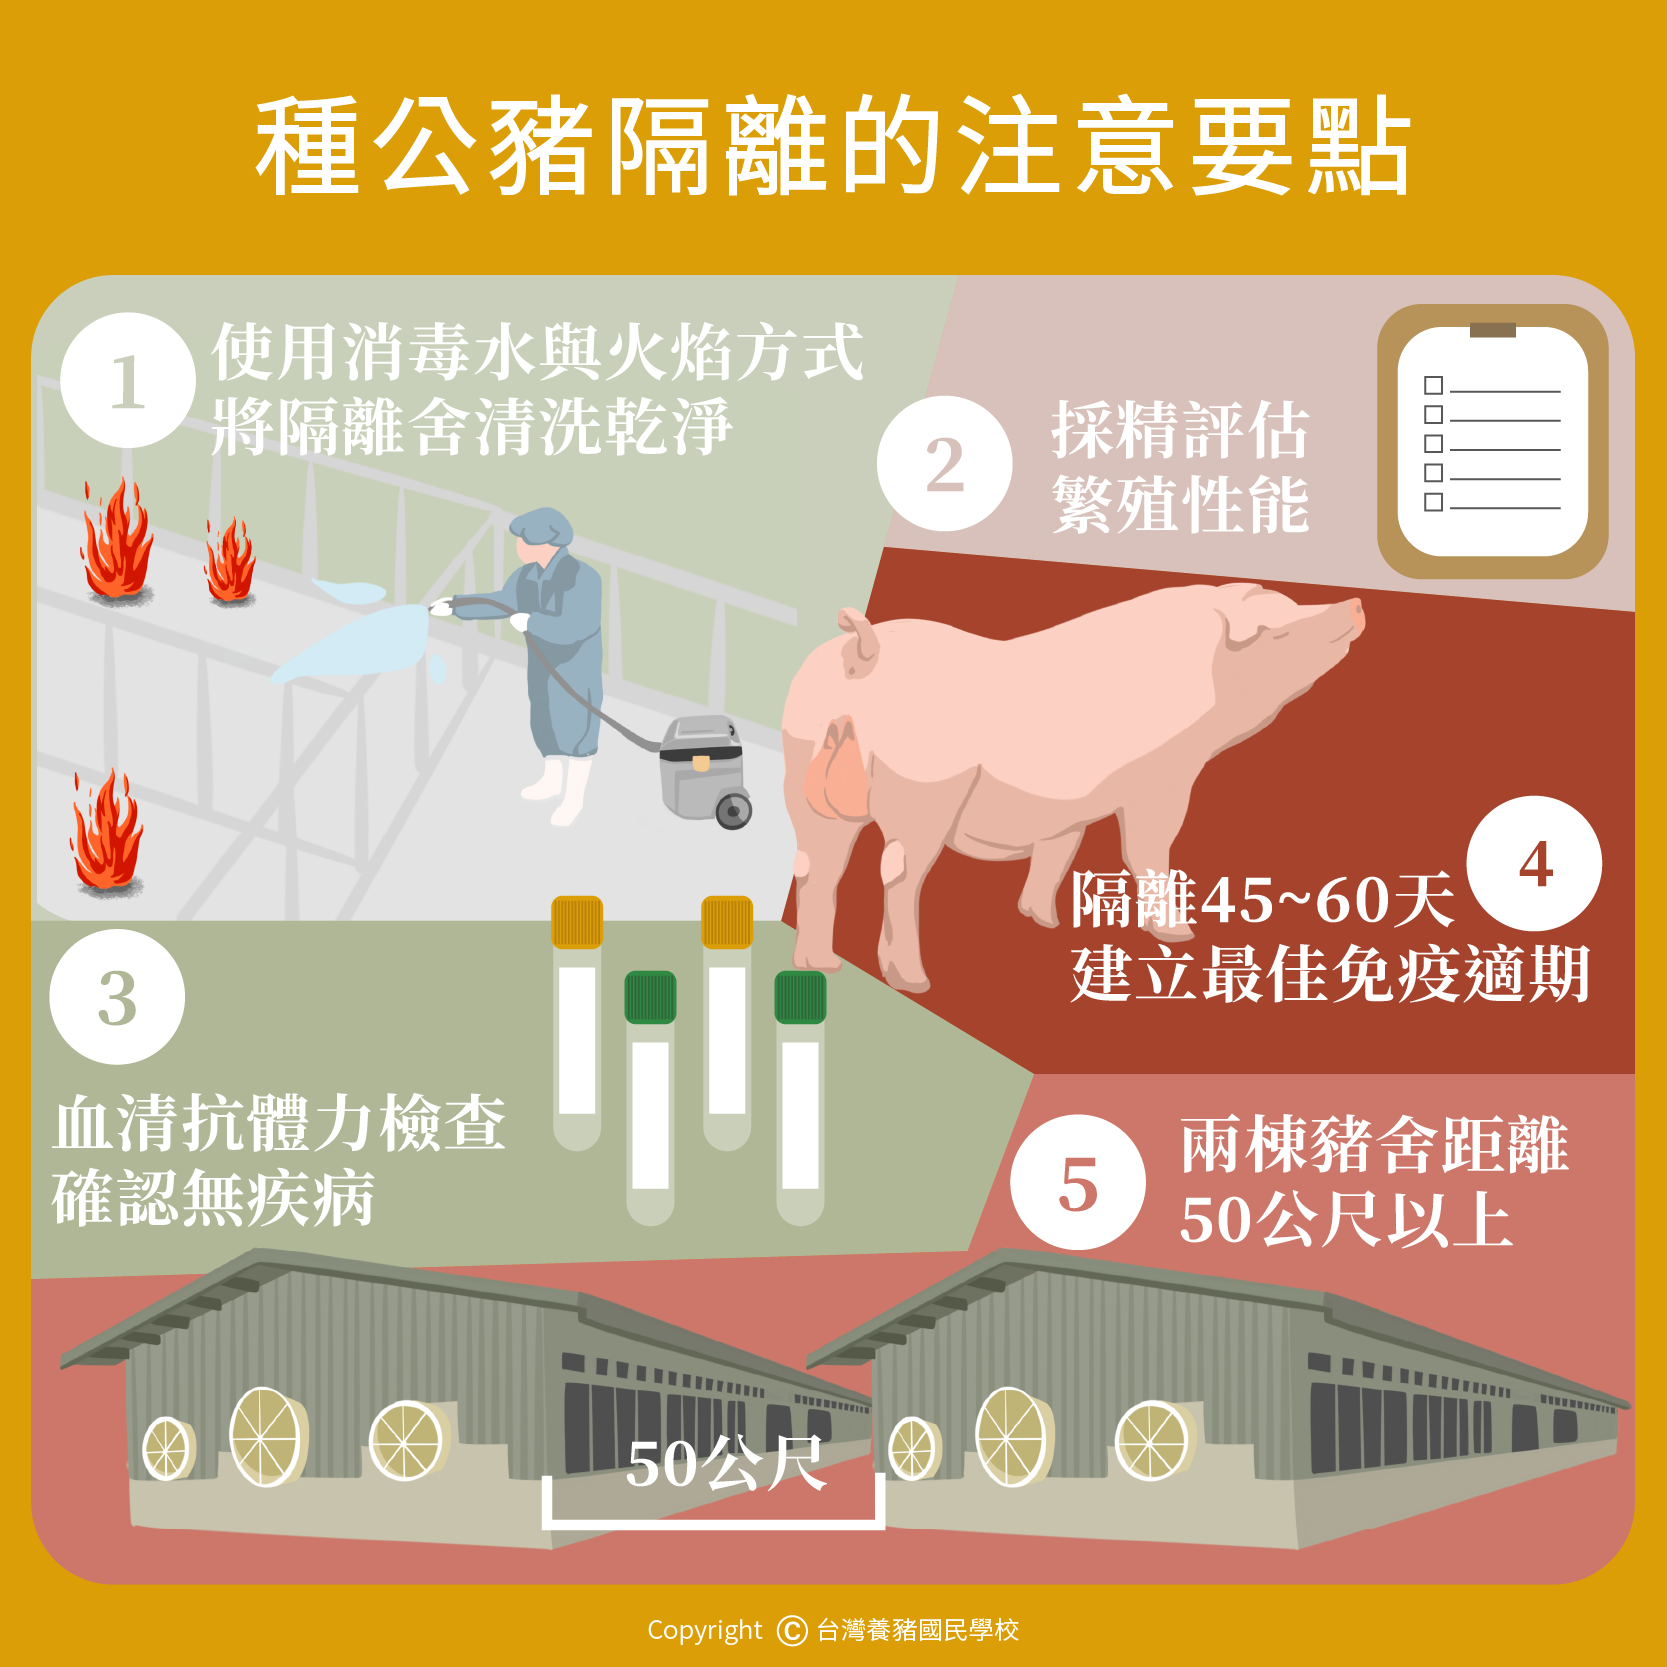 種公豬隔離的注意要點
1
使用消毒水與火焰方式
將隔離舍清洗乾淨
2
採精評估
繁殖性能
3
血清抗體力檢查
確認無疾病
4
隔離45~60天
建立最佳免疫適期
5
兩棟豬舍距離
50公尺以上
50公尺
Copyright © 台灣養豬國民學校